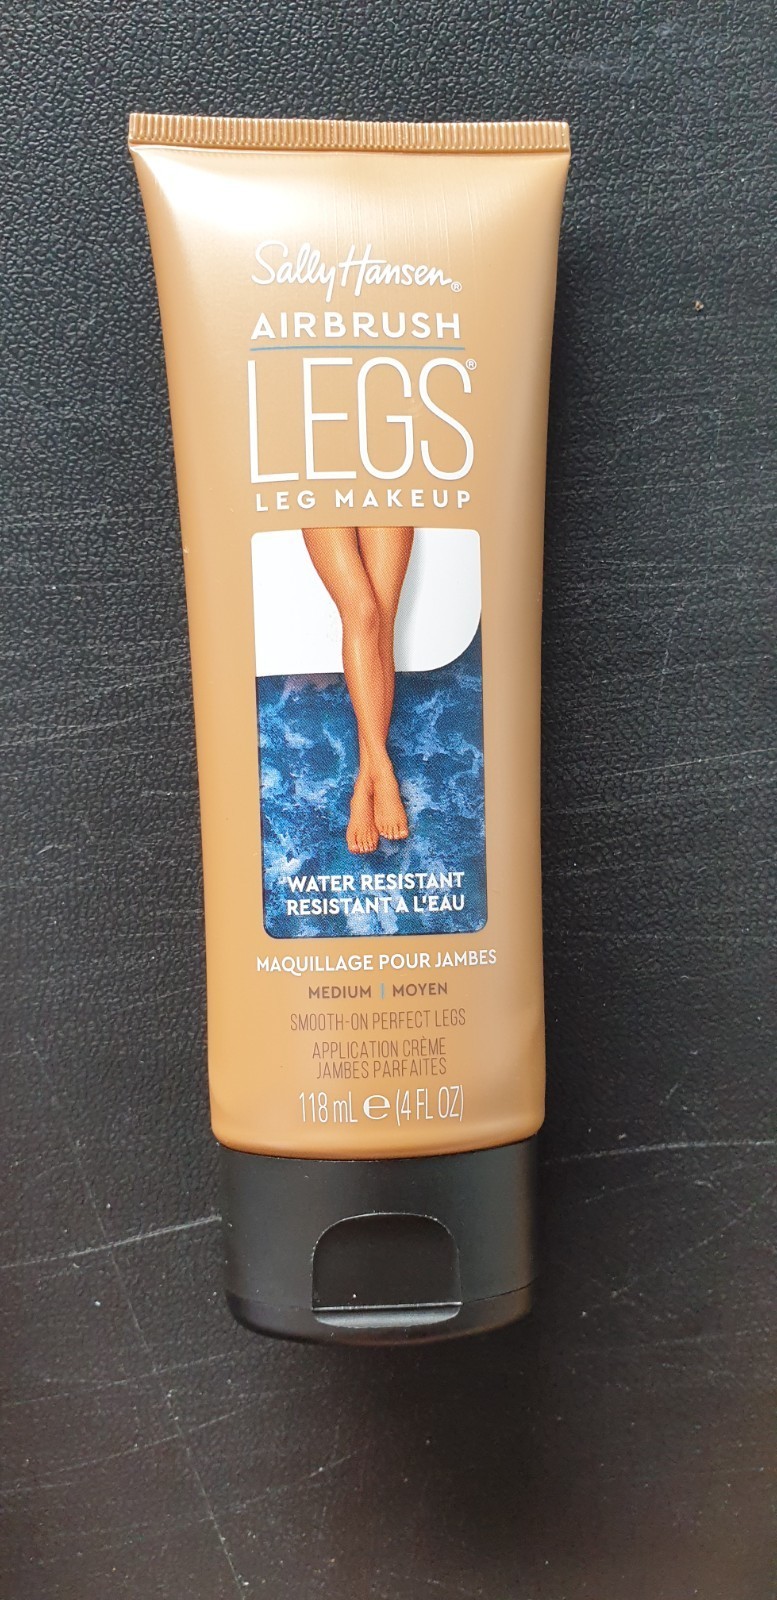 Sally Hansen®
AIRBRUSH
LEGS®
LEG MAKEUP
WATER RESISTANT
RESISTANT A L'EAU
MAQUILLAGE POUR JAMBES
MEDIUM | MOYEN
SMOOTH-ON PERFECT LEGS
APPLICATION CRÈME
JAMBES PARFAITES
118 mL ℮ (4 FL OZ)